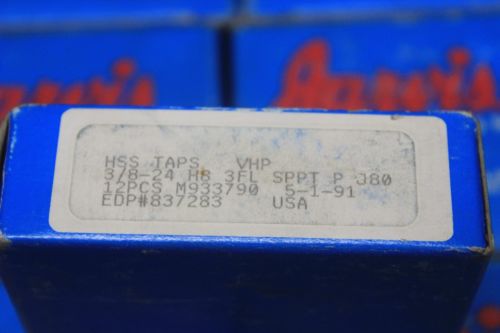 HSS TAPS VHP
3/8-24 H8 3FL SPPT P J80
12PCS M933790 5-1-91
EDP#837283 USA